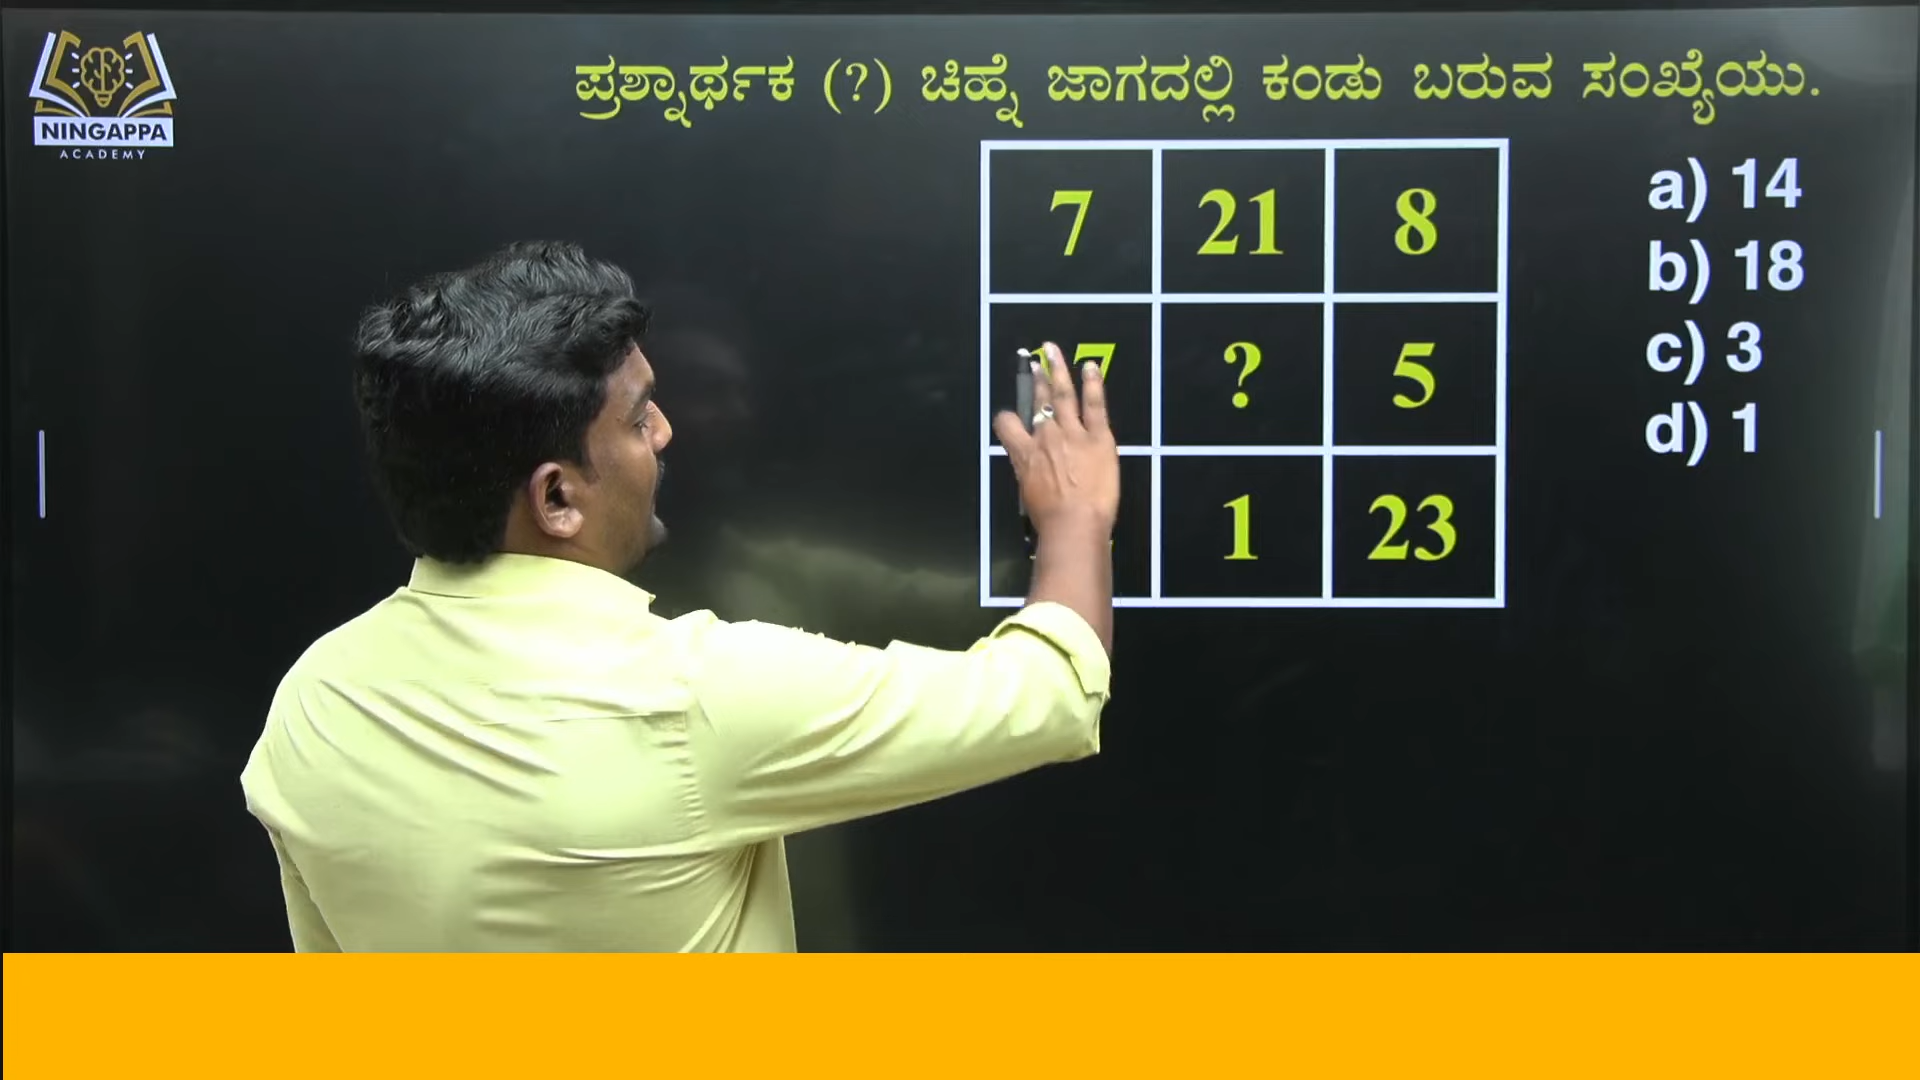 NINGAPPA
ACADEMY
ಪ್ರಶ್ನಾರ್ಥಕ (?) ಚಿಹ್ನೆ ಜಾಗದಲ್ಲಿ ಕಂಡು ಬರುವ ಸಂಖ್ಯೆಯು.
7 21 8
? 5
1 23
a) 14
b) 18
c) 3
d) 1